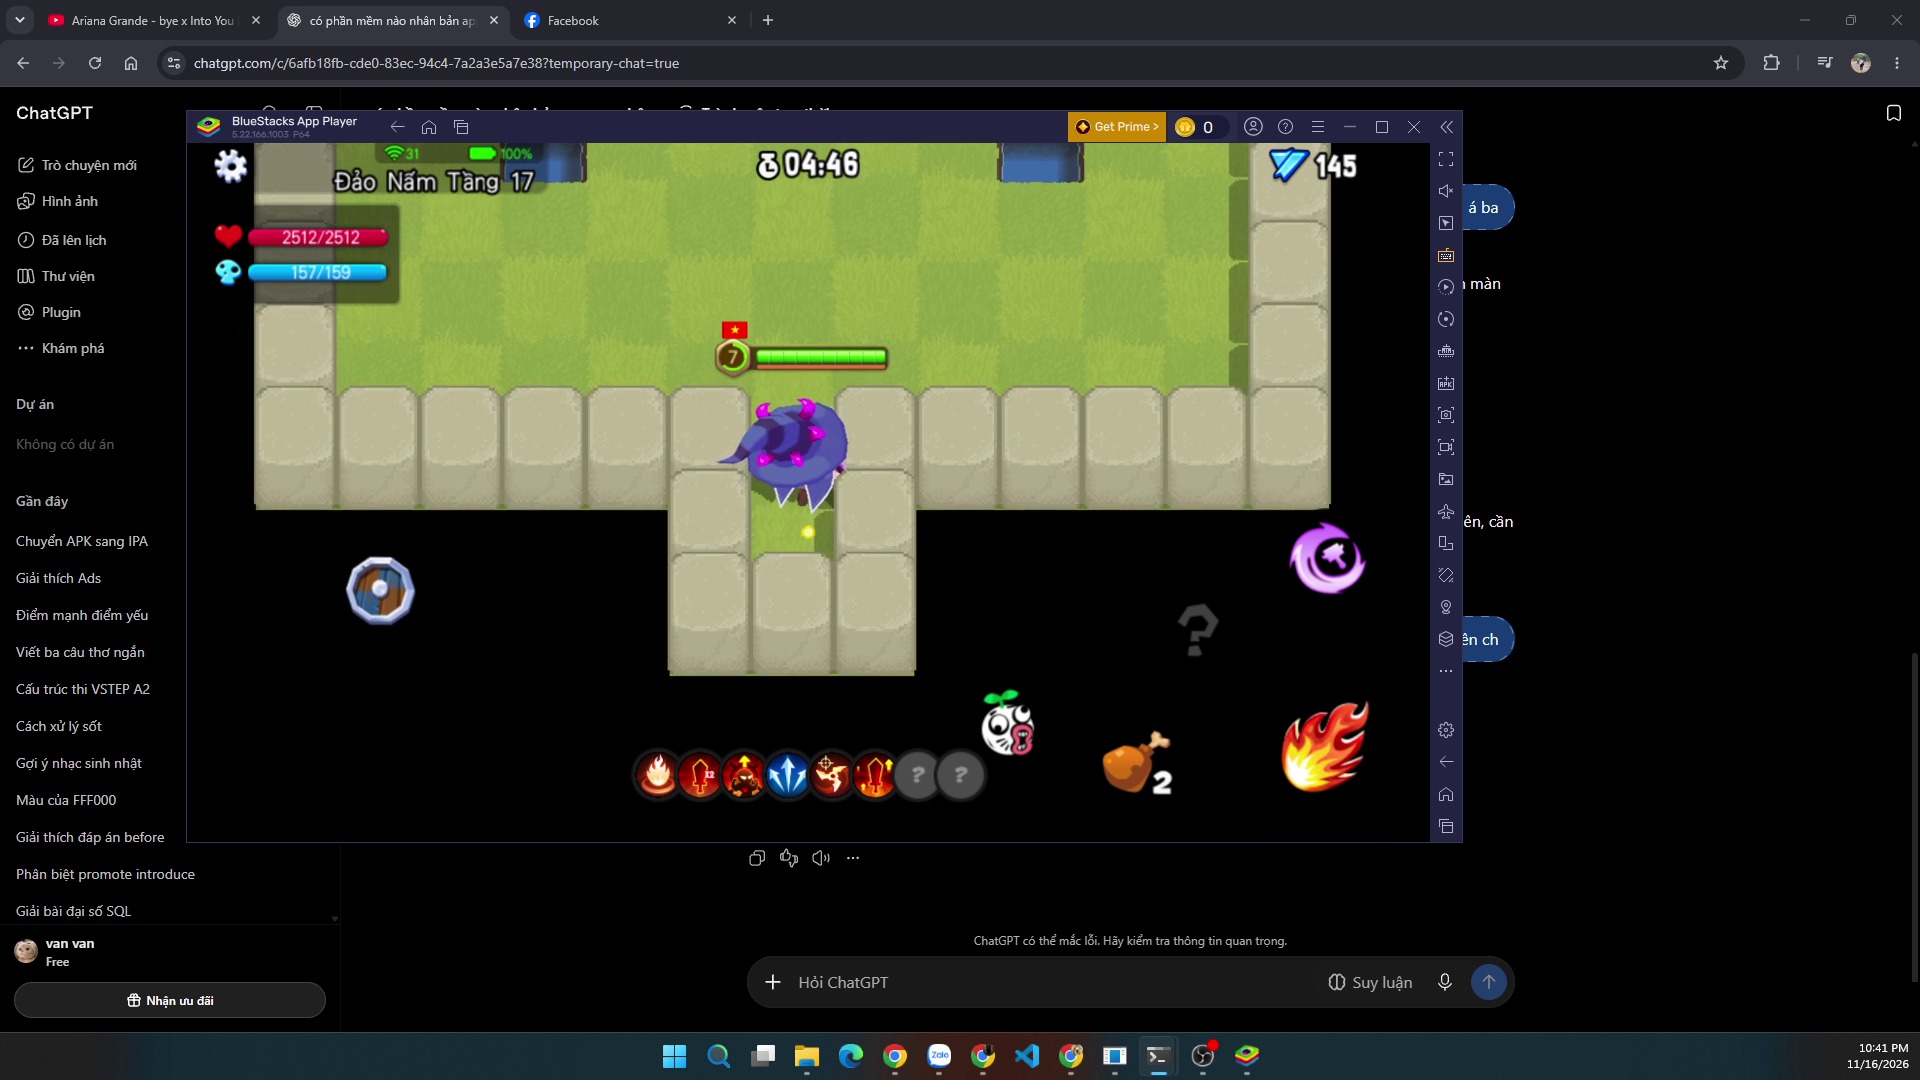 Ariana Grande - bye x Into You
có phần mềm nào nhân bản ap
Facebook
chatgpt.com/c/6afb18fb-cde0-83ec-94c4-7a2a3e5a7e38?temporary-chat=true
ChatGPT
Trò chuyện mới
Hình ảnh
Đã lên lịch
Thư viện
Plugin
Khám phá
Dự án
Không có dự án
Gần đây
Chuyển APK sang IPA
Giải thích Ads
Điểm mạnh điểm yếu
Viết ba câu thơ ngắn
Cấu trúc thi VSTEP A2
Cách xử lý sốt
Gợi ý nhạc sinh nhật
Màu của FFF000
Giải thích đáp án before
Phân biệt promote introduce
Giải bài đại số SQL
van van
Free
Nhận ưu đãi
BlueStacks App Player
5.22.166.1003 P64
Get Prime >
0
31
100%
Đảo Nấm Tầng 17
04:46
145
2512/2512
157/159
7
X2
?
?
?
2
á ba
màn
ên, cần
ên ch
ChatGPT có thể mắc lỗi. Hãy kiểm tra thông tin quan trọng.
Hỏi ChatGPT
Suy luận
Zalo
10:41 PM
11/16/2026